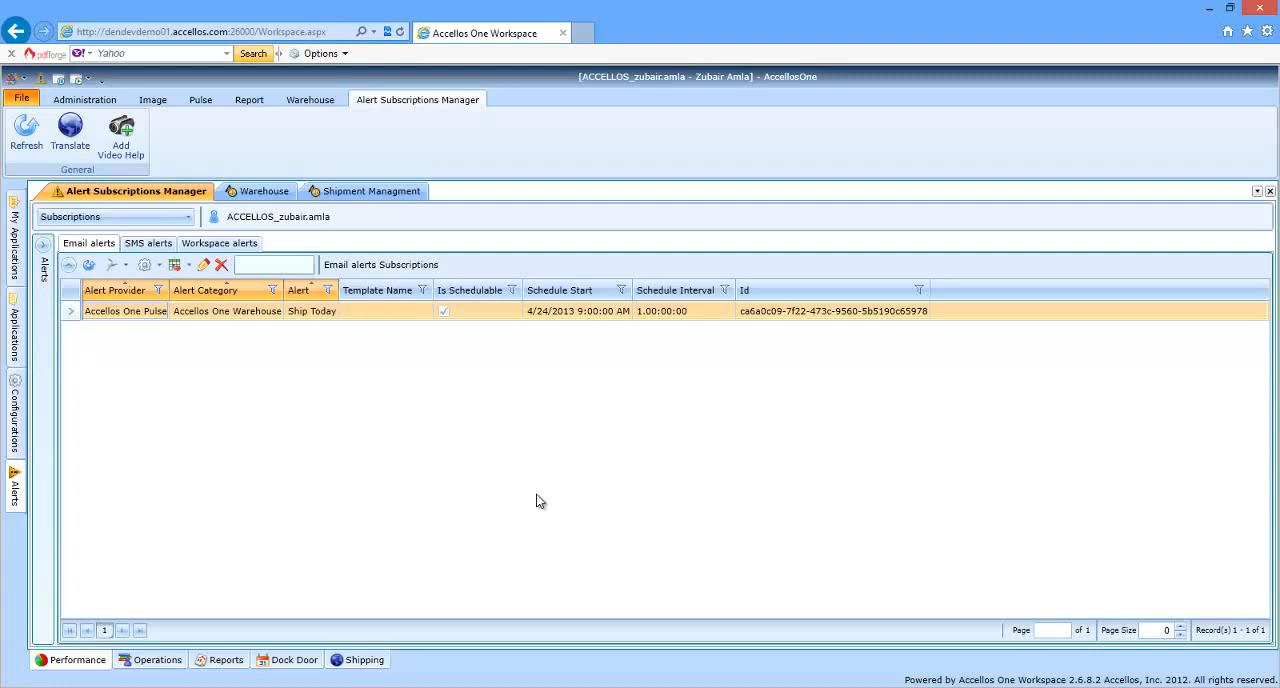 http://dendevdemo01.accellos.com:26000/Workspace.aspx
Accellos One Workspace
pdfforge
Y! Yahoo
Search
Options
[ACCELLOS_zubair.amla - Zubair Amla] - AccellosOne
File Administration Image Pulse Report Warehouse Alert Subscriptions Manager
Refresh Translate Add Video Help
General
Alert Subscriptions Manager Warehouse Shipment Managment
Subscriptions ACCELLOS_zubair.amla
My Applications
Applications
Configurations
Alerts
Alerts
Email alerts SMS alerts Workspace alerts
Email alerts Subscriptions
Alert Provider Alert Category Alert Template Name Is Schedulable Schedule Start Schedule Interval Id
Accellos One Pulse Accellos One Warehouse Ship Today 4/24/2013 9:00:00 AM 1.00:00:00 ca6a0c09-7f22-473c-9560-5b5190c65978
1 Page of 1 Page Size 0 Record(s) 1 - 1 of 1
Performance Operations Reports Dock Door Shipping
Powered by Accellos One Workspace 2.6.8.2 Accellos, Inc. 2012. All rights reserved.